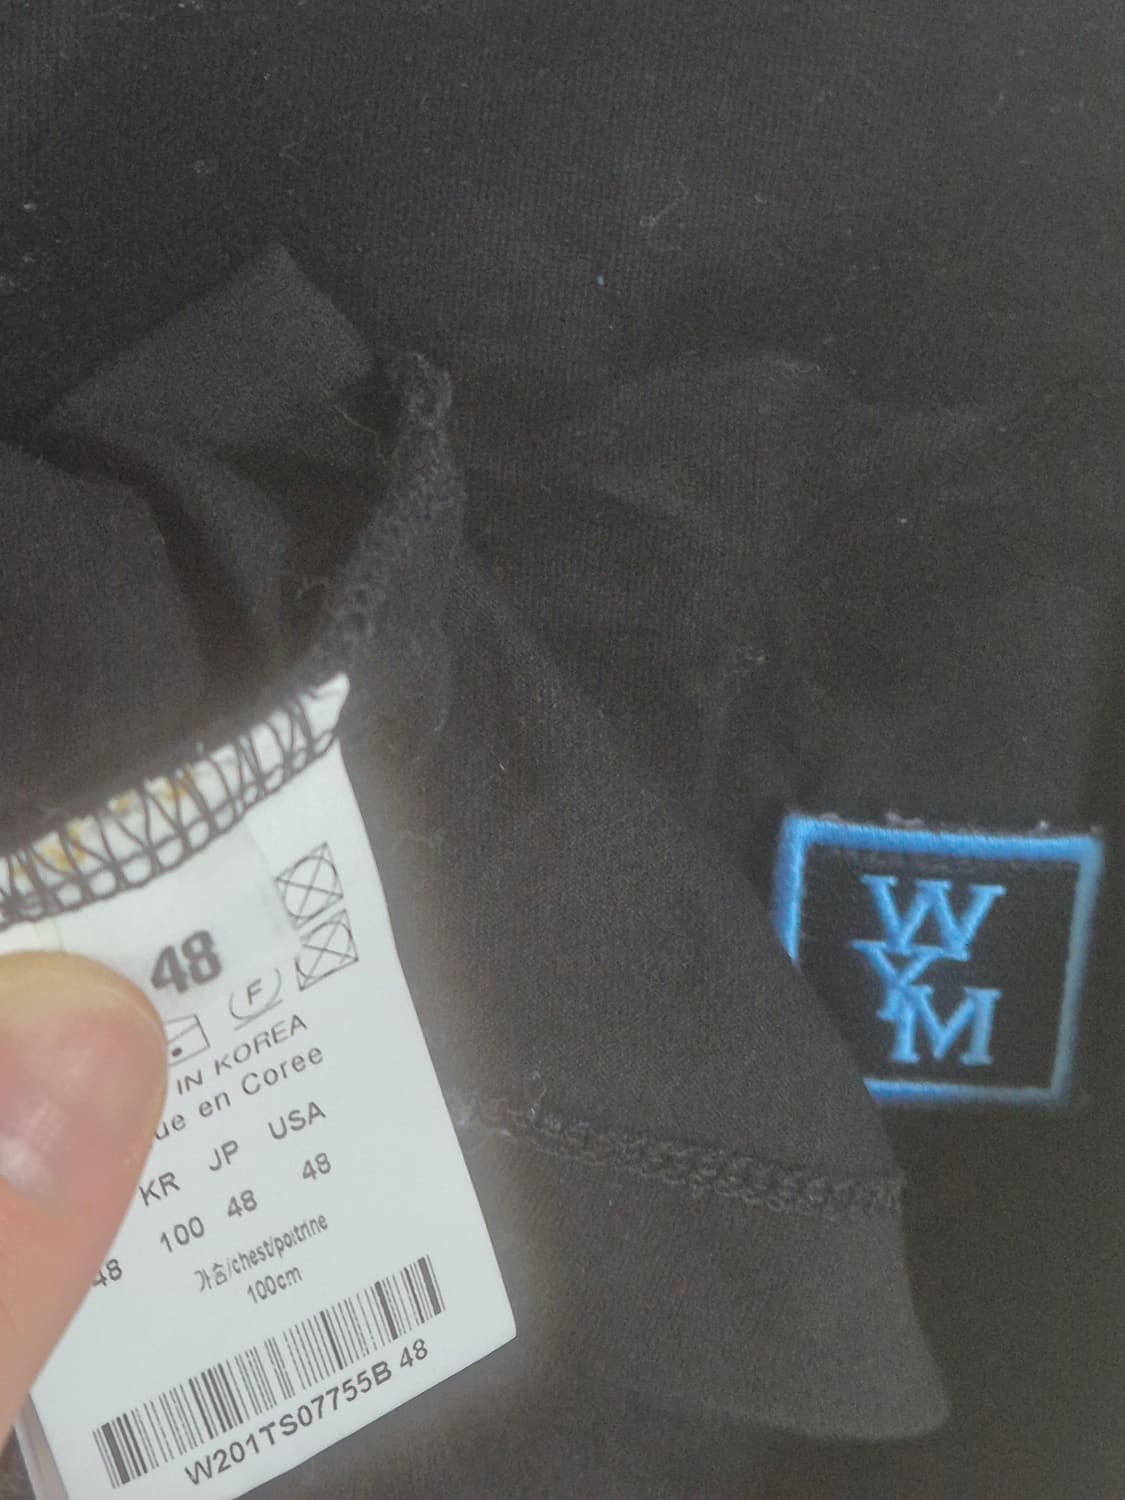 48
F
IN KOREA
ue en Coree
KR JP USA
48 100 48 48
가슴/chest/poitrine
100cm
W201TS07755B 48
W
Y
M